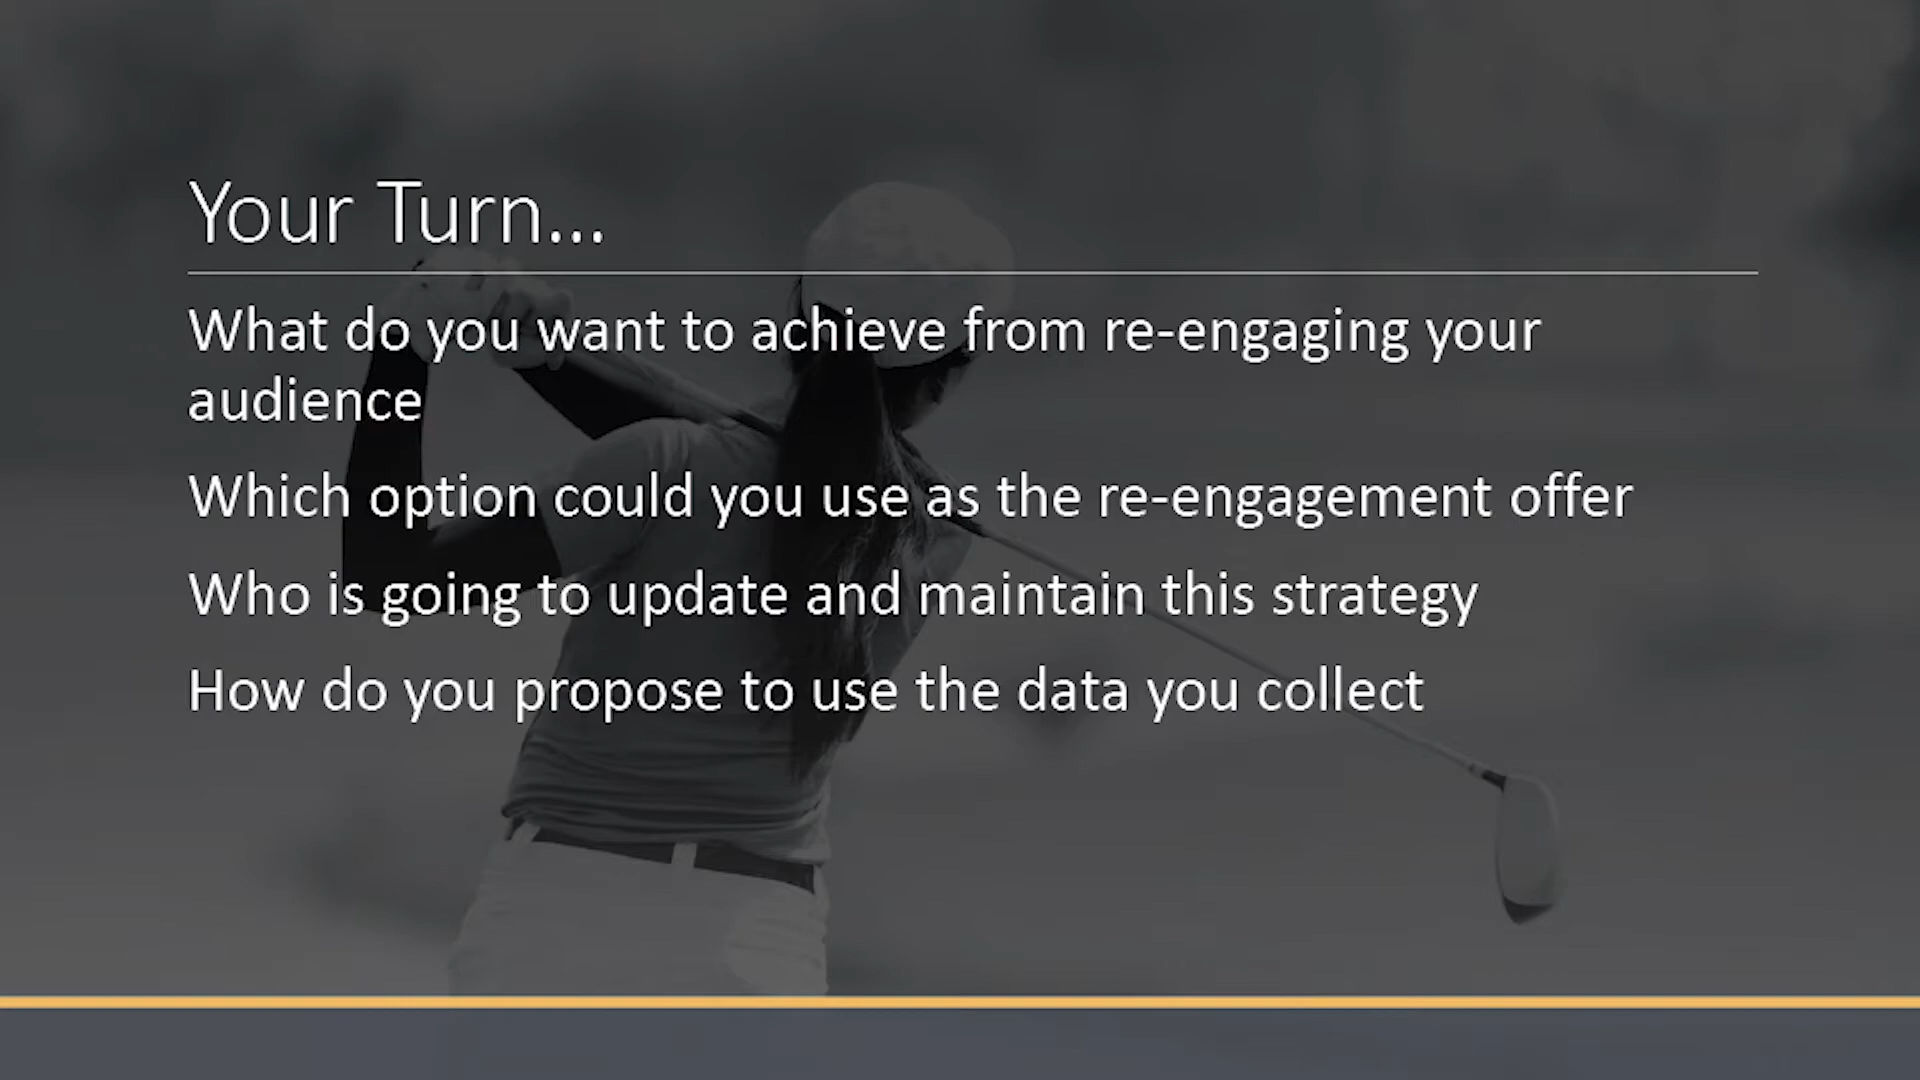 Your Turn...
What do you want to achieve from re-engaging your
audience
Which option could you use as the re-engagement offer
Who is going to update and maintain this strategy
How do you propose to use the data you collect